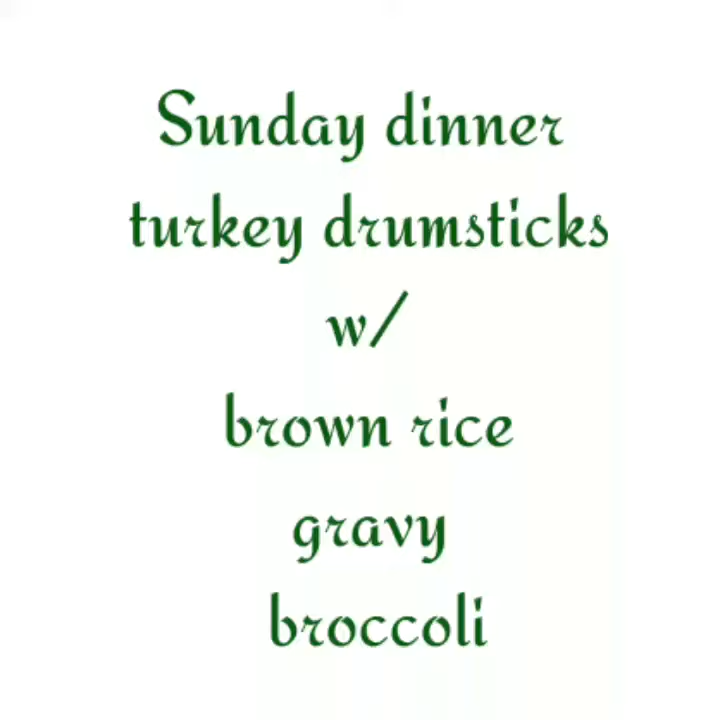 Sunday dinner
turkey drumsticks
w/
brown rice
gravy
broccoli